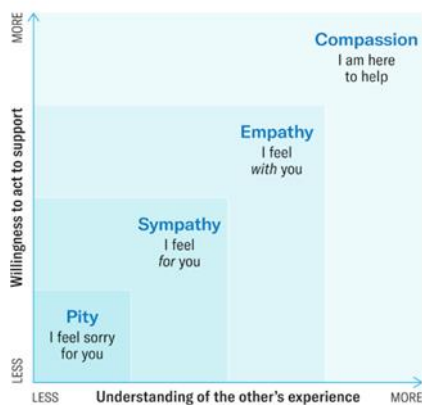 MORE
Compassion
I am here
to help
Empathy
I feel
with you
Sympathy
I feel
for you
Pity
I feel sorry
for you
Willingness to act to support
LESS
LESS
Understanding of the other's experience
MORE